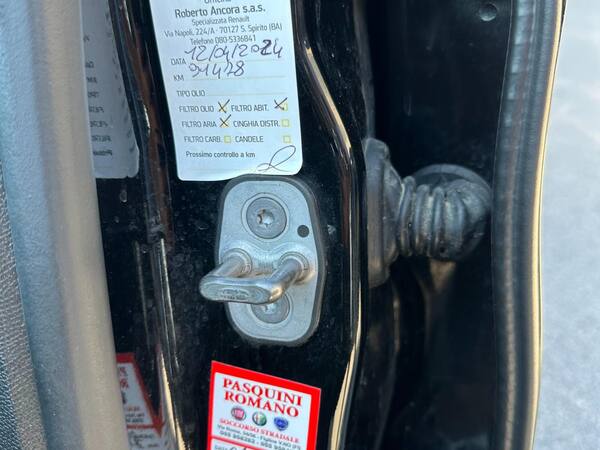 Officina
Roberto Ancora s.a.s.
Specializzata Renault
Via Napoli, 224/A · 70127 S. Spirito (BA)
Telefono 080-5336841
DATA 12/04/2024
KM 91478
TIPO OLIO
FILTRO OLIO FILTRO ABIT.
FILTRO ARIA CINGHIA DISTR.
FILTRO CARB. CANDELE
Prossimo controllo a km
PASQUINI
ROMANO
SOCCORSO STRADALE